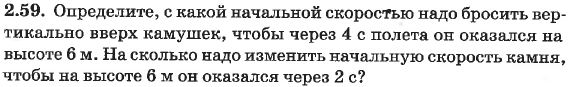 2.59. Определите, с какой начальной скоростью надо бросить вер-
тикально вверх камушек, чтобы через 4 с полета он оказался на
высоте 6 м. На сколько надо изменить начальную скорость камня,
чтобы на высоте 6 м он оказался через 2 с?